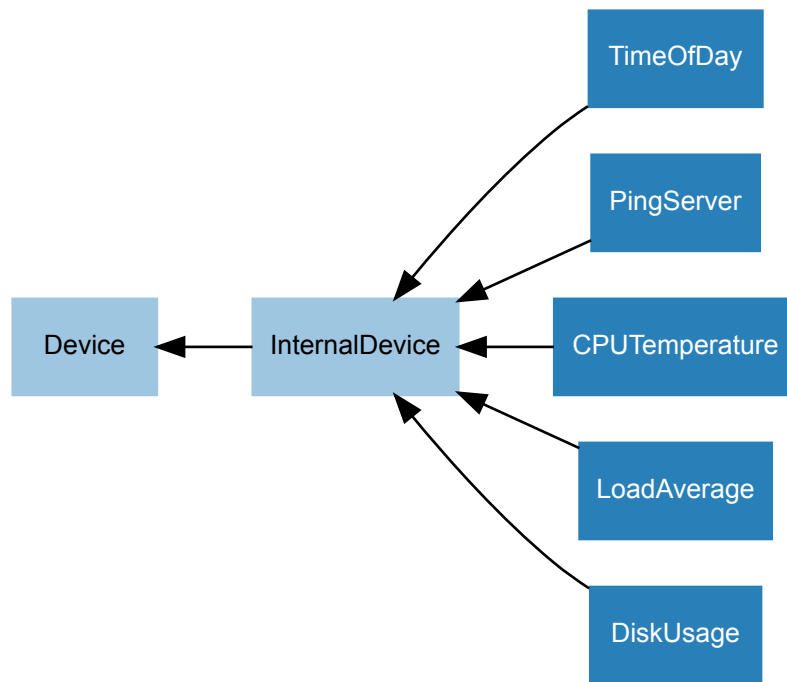 TimeOfDay
PingServer
Device
InternalDevice
CPUTemperature
LoadAverage
DiskUsage